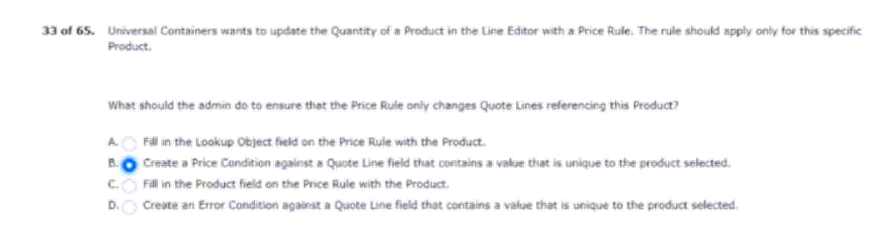 33 of 65. Universal Containers wants to update the Quantity of a Product in the Line Editor with a Price Rule. The rule should apply only for this specific
Product.
What should the admin do to ensure that the Price Rule only changes Quote Lines referencing this Product?
A. Fill in the Lookup Object field on the Price Rule with the Product.
B. Create a Price Condition against a Quote Line field that contains a value that is unique to the product selected.
C. Fill in the Product field on the Price Rule with the Product.
D. Create an Error Condition against a Quote Line field that contains a value that is unique to the product selected.